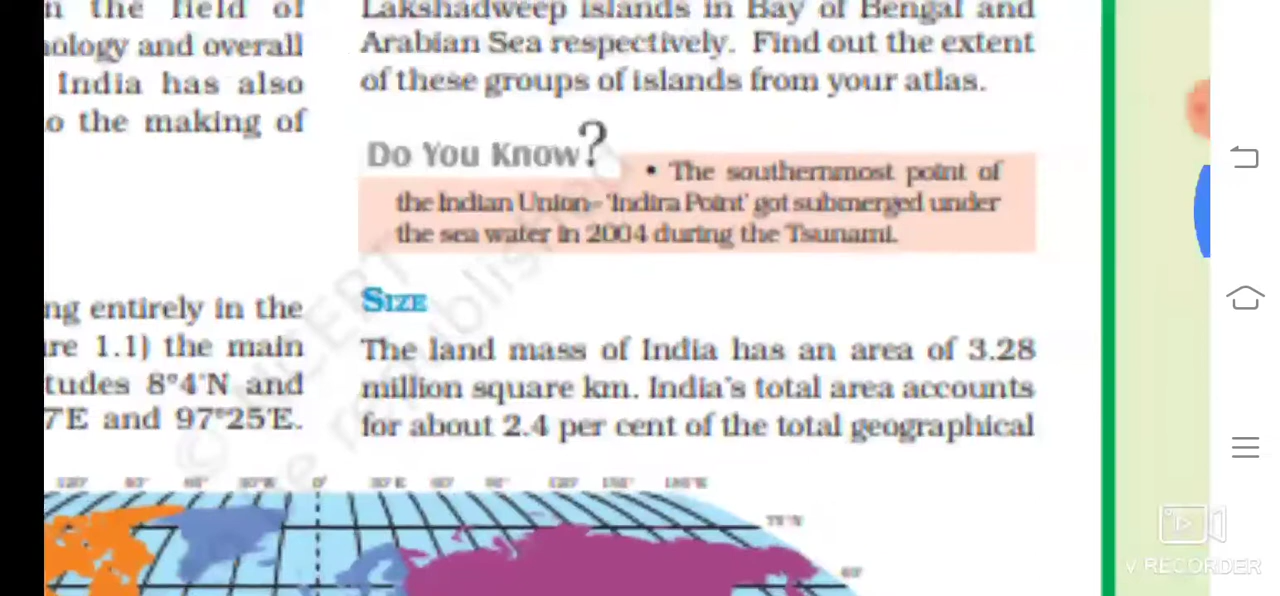 n the field of
nology and overall
India has also
o the making of
ng entirely in the
re 1.1) the main
tudes 8°4'N and
7'E and 97°25'E.
Lakshadweep islands in Bay of Bengal and
Arabian Sea respectively. Find out the extent
of these groups of islands from your atlas.
Do You Know?
• The southernmost point of
the Indian Union– 'Indira Point' got submerged under
the sea water in 2004 during the Tsunami.
SIZE
The land mass of India has an area of 3.28
million square km. India's total area accounts
for about 2.4 per cent of the total geographical
0°
© NCERT
republished
V RECORDER